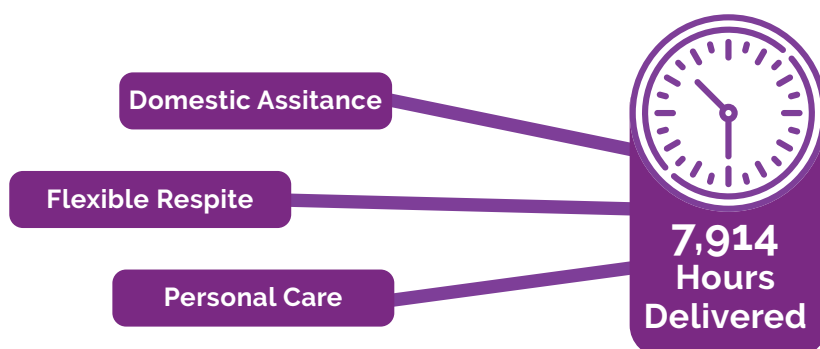 Domestic Assitance
Flexible Respite
Personal Care
7,914
Hours
Delivered